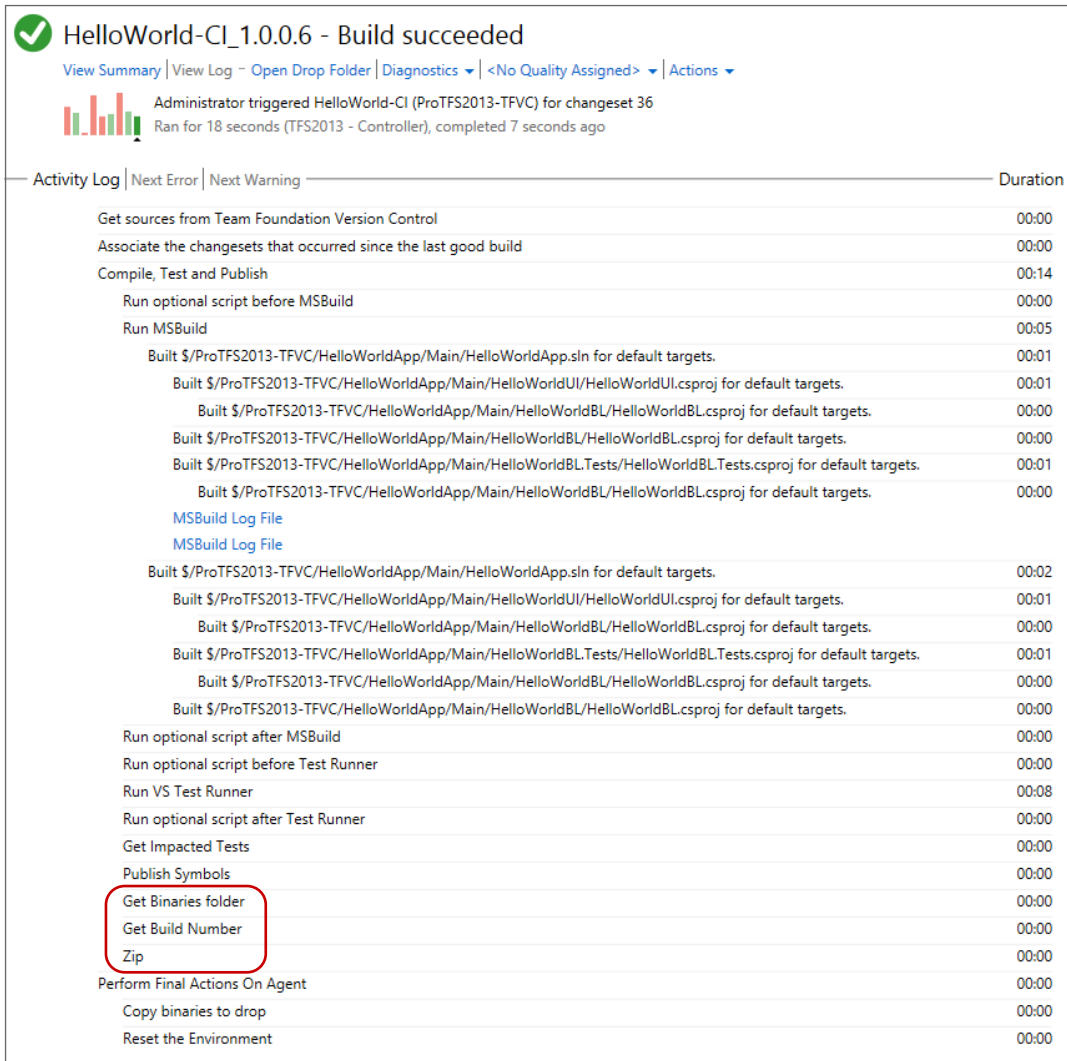 HelloWorld-CI_1.0.0.6 - Build succeeded
View Summary | View Log - Open Drop Folder | Diagnostics ▾ | <No Quality Assigned> ▾ | Actions ▾
Administrator triggered HelloWorld-CI (ProTFS2013-TFVC) for changeset 36
Ran for 18 seconds (TFS2013 - Controller), completed 7 seconds ago
Activity Log | Next Error | Next Warning Duration
Get sources from Team Foundation Version Control 00:00
Associate the changesets that occurred since the last good build 00:00
Compile, Test and Publish 00:14
Run optional script before MSBuild 00:00
Run MSBuild 00:05
Built $/ProTFS2013-TFVC/HelloWorldApp/Main/HelloWorldApp.sln for default targets. 00:01
Built $/ProTFS2013-TFVC/HelloWorldApp/Main/HelloWorldUI/HelloWorldUI.csproj for default targets. 00:01
Built $/ProTFS2013-TFVC/HelloWorldApp/Main/HelloWorldBL/HelloWorldBL.csproj for default targets. 00:00
Built $/ProTFS2013-TFVC/HelloWorldApp/Main/HelloWorldBL/HelloWorldBL.csproj for default targets. 00:00
Built $/ProTFS2013-TFVC/HelloWorldApp/Main/HelloWorldBL.Tests/HelloWorldBL.Tests.csproj for default targets. 00:01
Built $/ProTFS2013-TFVC/HelloWorldApp/Main/HelloWorldBL/HelloWorldBL.csproj for default targets. 00:00
MSBuild Log File
MSBuild Log File
Built $/ProTFS2013-TFVC/HelloWorldApp/Main/HelloWorldApp.sln for default targets. 00:02
Built $/ProTFS2013-TFVC/HelloWorldApp/Main/HelloWorldUI/HelloWorldUI.csproj for default targets. 00:01
Built $/ProTFS2013-TFVC/HelloWorldApp/Main/HelloWorldBL/HelloWorldBL.csproj for default targets. 00:00
Built $/ProTFS2013-TFVC/HelloWorldApp/Main/HelloWorldBL.Tests/HelloWorldBL.Tests.csproj for default targets. 00:01
Built $/ProTFS2013-TFVC/HelloWorldApp/Main/HelloWorldBL/HelloWorldBL.csproj for default targets. 00:00
Built $/ProTFS2013-TFVC/HelloWorldApp/Main/HelloWorldBL/HelloWorldBL.csproj for default targets. 00:00
Run optional script after MSBuild 00:00
Run optional script before Test Runner 00:00
Run VS Test Runner 00:08
Run optional script after Test Runner 00:00
Get Impacted Tests 00:00
Publish Symbols 00:00
Get Binaries folder 00:00
Get Build Number 00:00
Zip 00:00
Perform Final Actions On Agent 00:00
Copy binaries to drop 00:00
Reset the Environment 00:00